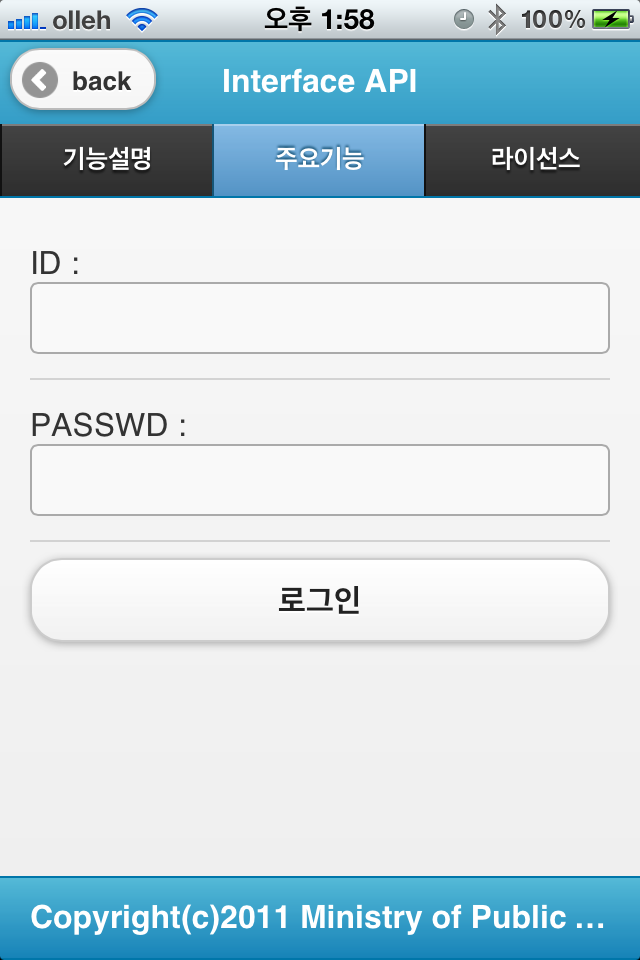 olleh 오후 1:58 100%
back Interface API
기능설명 주요기능 라이선스
ID :
PASSWD :
로그인
Copyright(c)2011 Ministry of Public ...